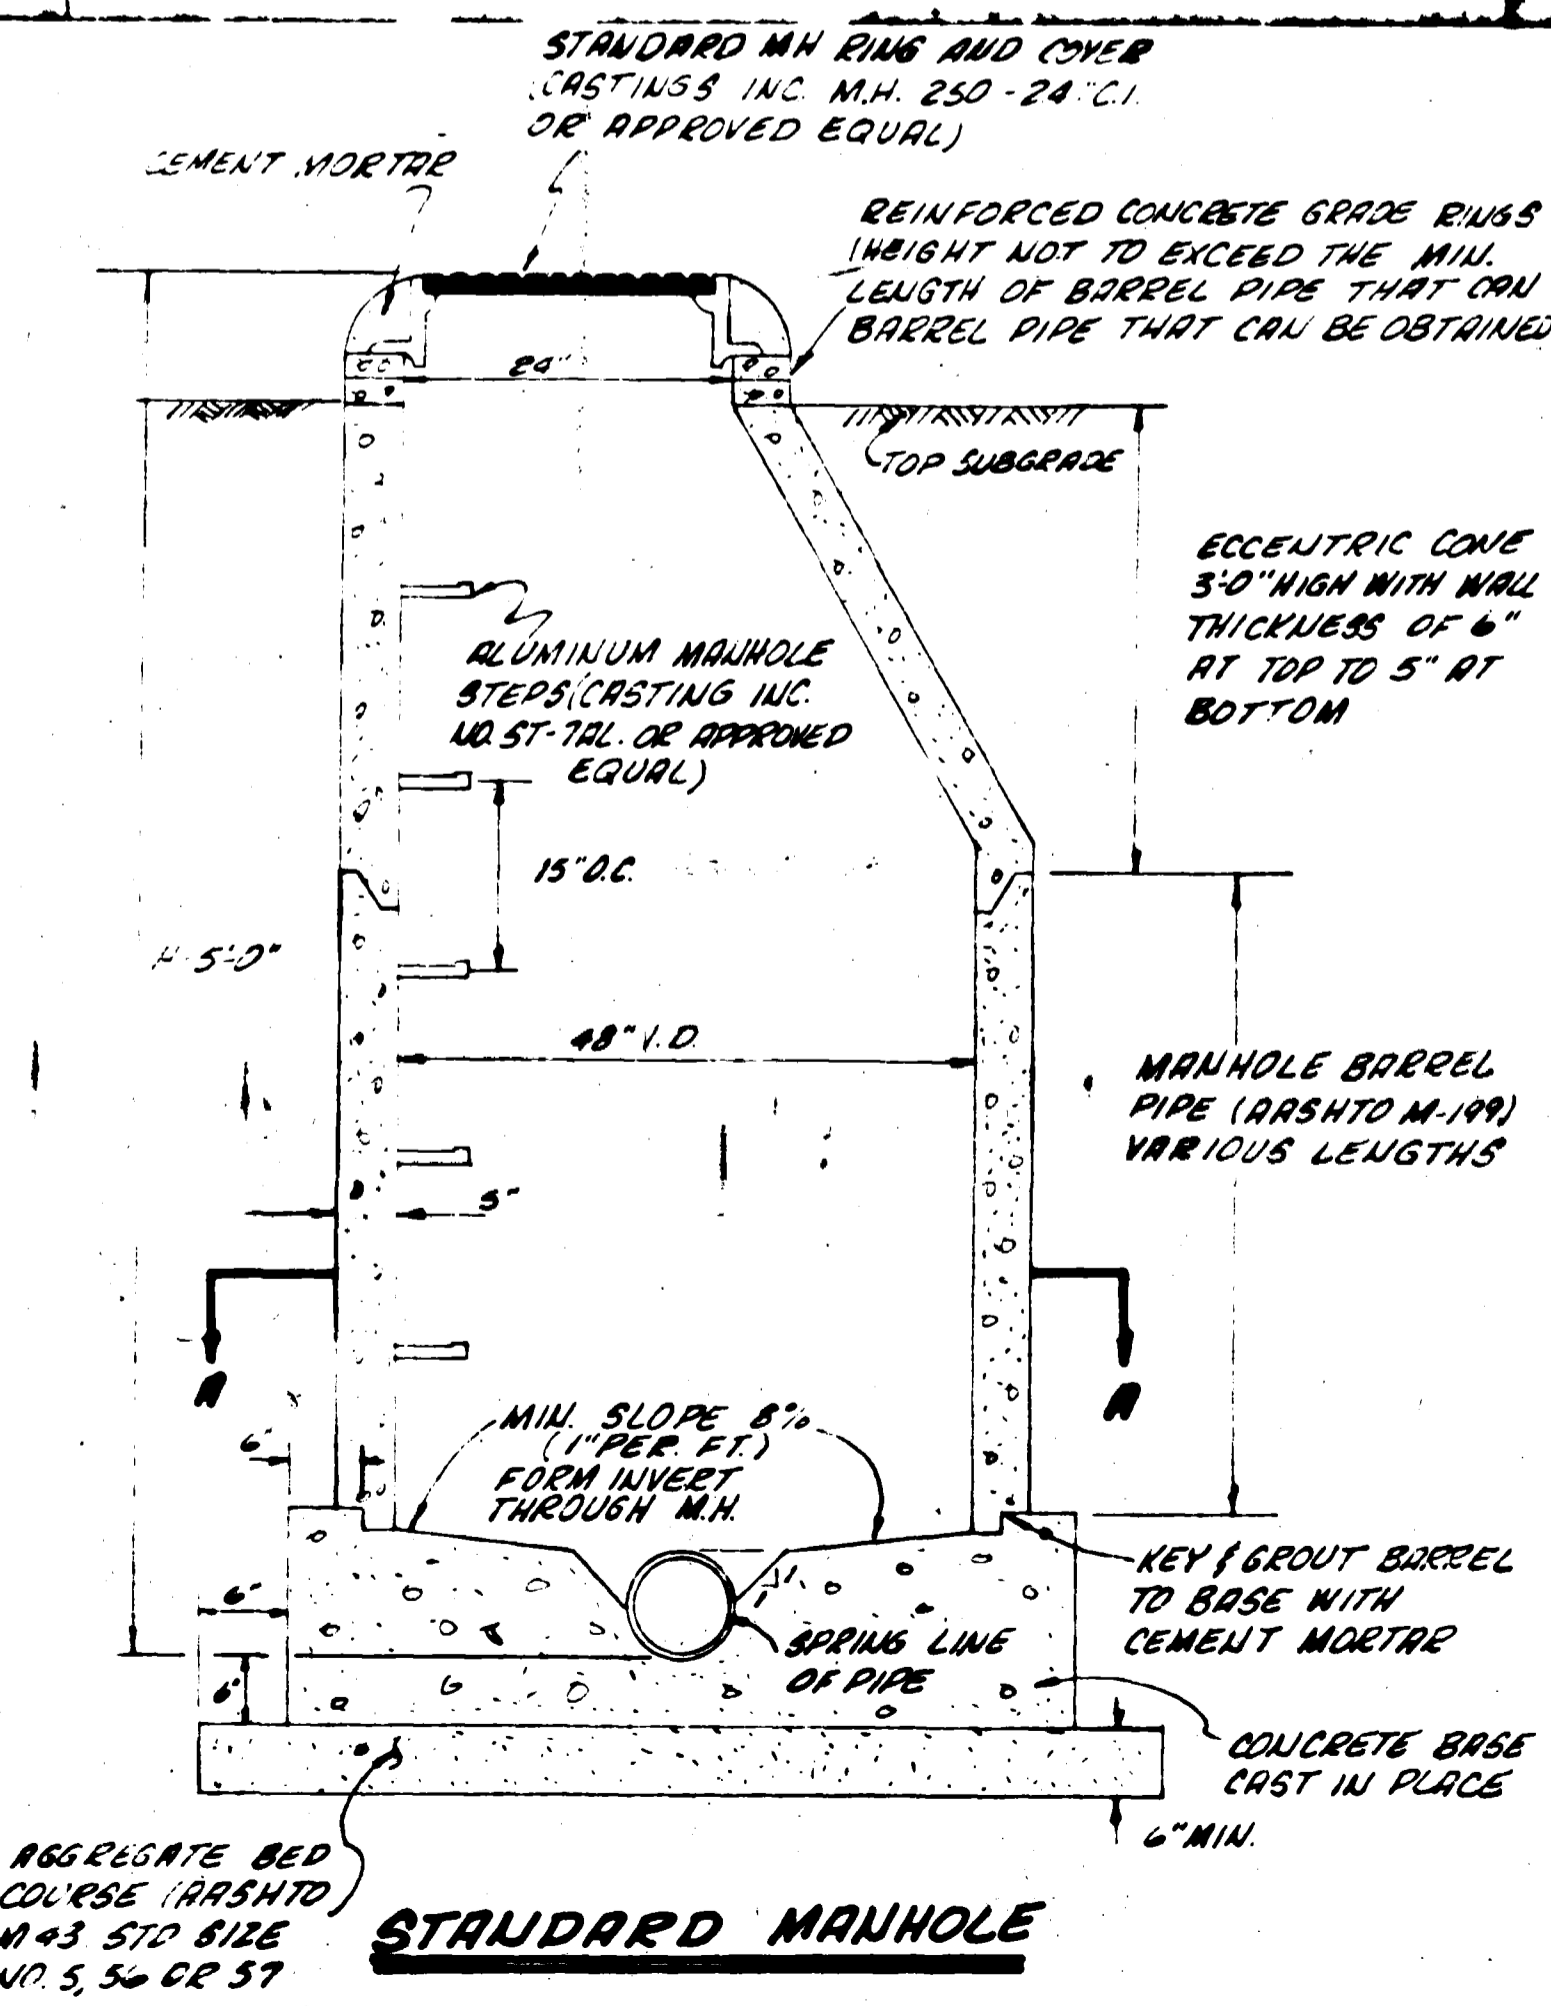 STANDARD MH RING AND COVER
(CASTINGS INC. M.H. 250-24" C.I.
OR APPROVED EQUAL)
CEMENT MORTAR
REINFORCED CONCRETE GRADE RINGS
(HEIGHT NOT TO EXCEED THE MIN.
LENGTH OF BARREL PIPE THAT CAN
BARREL PIPE THAT CAN BE OBTAINED
24"
TOP SUBGRADE
ECCENTRIC CONE
3'-0" HIGH WITH WALL
THICKNESS OF 6"
AT TOP TO 5" AT
BOTTOM
ALUMINUM MANHOLE
STEPS (CASTING INC.
NO. ST-7AL. OR APPROVED
EQUAL)
15" O.C.
H-5'-0"
48" I.D.
MANHOLE BARREL
PIPE (AASHTO M-199)
VARIOUS LENGTHS
5"
A
A
MIN. SLOPE 8%
(1" PER. FT.)
FORM INVERT
THROUGH M.H.
6"
KEY & GROUT BARREL
TO BASE WITH
CEMENT MORTAR
6"
1
1
SPRING LINE
OF PIPE
6"
CONCRETE BASE
CAST IN PLACE
6" MIN.
AGGREGATE BED
COURSE (AASHTO)
M 43 STD SIZE
NO. 5, 56 OR 57
STANDARD MANHOLE